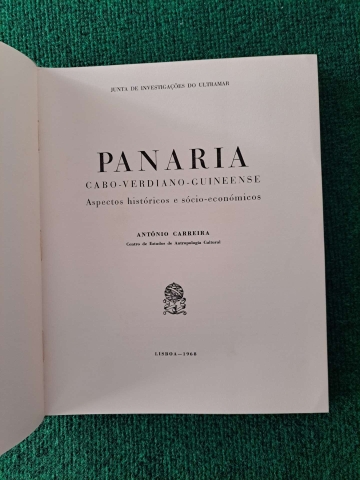 JUNTA DE INVESTIGAÇÕES DO ULTRAMAR
PANARIA
CABO-VERDIANO-GUINEENSE
Aspectos históricos e sócio-económicos
ANTÓNIO CARREIRA
Centro de Estudos de Antropologia Cultural
LISBOA—1968